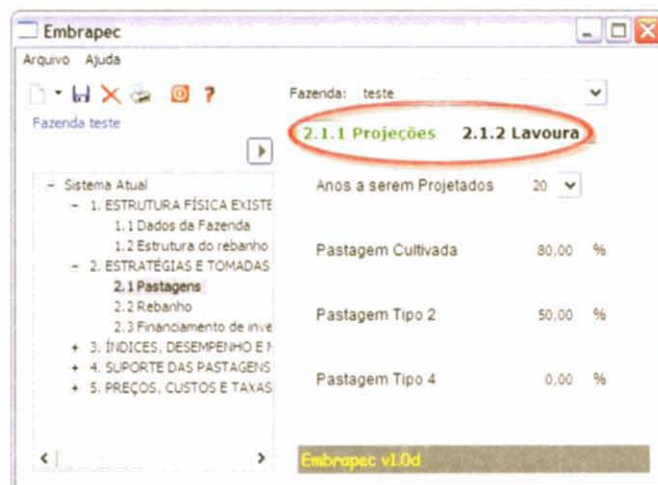 Embrapec
Arquivo Ajuda
Fazenda: teste
Fazenda teste
2.1.1 Projeções 2.1.2 Lavoura
- Sistema Atual
- 1. ESTRUTURA FÍSICA EXISTE
1.1 Dados da Fazenda
1.2 Estrutura do rebanho
- 2. ESTRATÉGIAS E TOMADAS
2.1 Pastagens
2.2 Rebanho
2.3 Financiamento de inve
+ 3. ÍNDICES, DESEMPENHO E
+ 4. SUPORTE DAS PASTAGENS
+ 5. PREÇOS, CUSTOS E TAXAS
Anos a serem Projetados 20
Pastagem Cultivada 80,00 %
Pastagem Tipo 2 50,00 %
Pastagem Tipo 4 0,00 %
Embrapec v1.0d